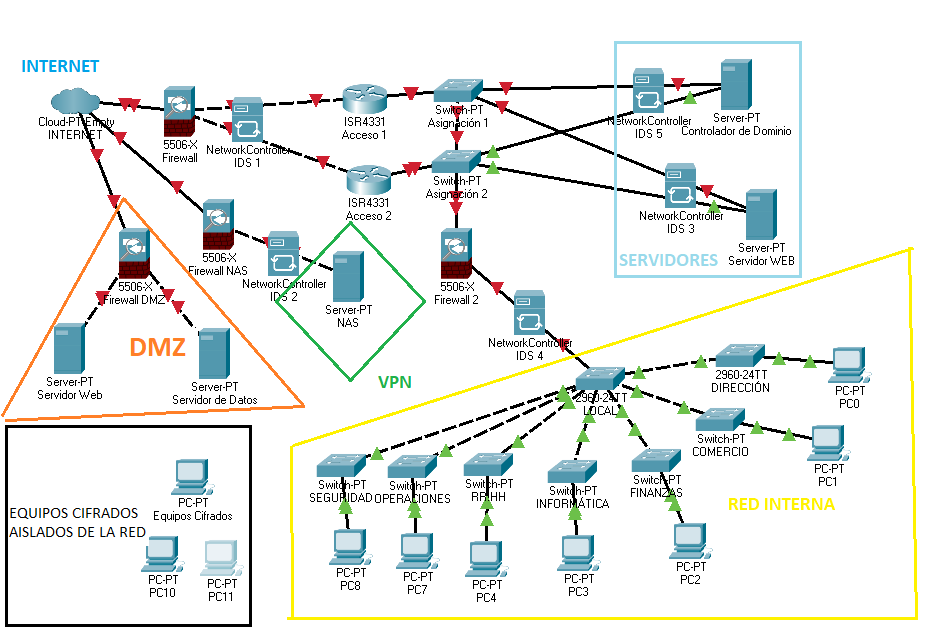 INTERNET
Cloud-PT-Empty
INTERNET
5506-X
Firewall
NetworkController
IDS 1
ISR4331
Acceso 1
Switch-PT
Asignación 1
NetworkController
IDS 5
Server-PT
Controlador de Dominio
ISR4331
Acceso 2
Switch-PT
Asignación 2
NetworkController
IDS 3
Server-PT
Servidor WEB
SERVIDORES
5506-X
Firewall NAS
NetworkController
IDS 2
Server-PT
NAS
VPN
5506-X
Firewall 2
NetworkController
IDS 4
5506-X
Firewall DMZ
DMZ
Server-PT
Servidor Web
Server-PT
Servidor de Datos
2960-24TT
LOCAL
2960-24TT
DIRECCIÓN
PC-PT
PC0
Switch-PT
COMERCIO
PC-PT
PC1
Switch-PT
SEGURIDAD
Switch-PT
OPERACIONES
Switch-PT
RR.HH
Switch-PT
INFORMÁTICA
Switch-PT
FINANZAS
RED INTERNA
PC-PT
PC8
PC-PT
PC7
PC-PT
PC4
PC-PT
PC3
PC-PT
PC2
PC-PT
Equipos Cifrados
EQUIPOS CIFRADOS
AISLADOS DE LA RED
PC-PT
PC10
PC-PT
PC11